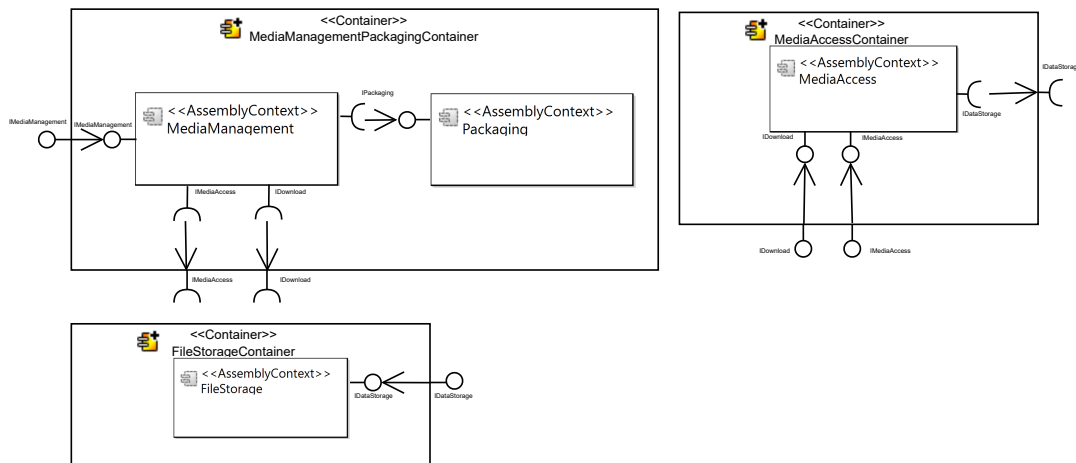 <<Container>>
MediaManagementPackagingContainer
IMediaManagement
IMediaManagement
<<AssemblyContext>>
MediaManagement
IPackaging
<<AssemblyContext>>
Packaging
IMediaAccess
IDownload
IMediaAccess
IDownload
<<Container>>
MediaAccessContainer
<<AssemblyContext>>
MediaAccess
IDataStorage
IDataStorage
IDownload
IMediaAccess
IDownload
IMediaAccess
<<Container>>
FileStorageContainer
<<AssemblyContext>>
FileStorage
IDataStorage
IDataStorage